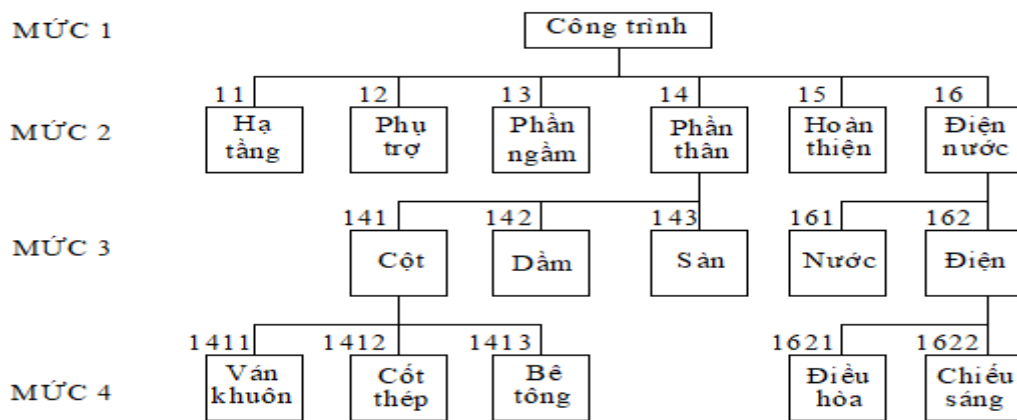 MỨC 1
Công trình
11 12 13 14 15 16
MỨC 2
Hạ Phụ Phần Phần Hoàn Điện
tầng trợ ngầm thân thiện nước
141 142 143 161 162
MỨC 3
Cột Dầm Sàn Nước Điện
1411 1412 1413 1621 1622
MỨC 4
Ván Cốt Bê Điều Chiếu
khuôn thép tông hòa sáng